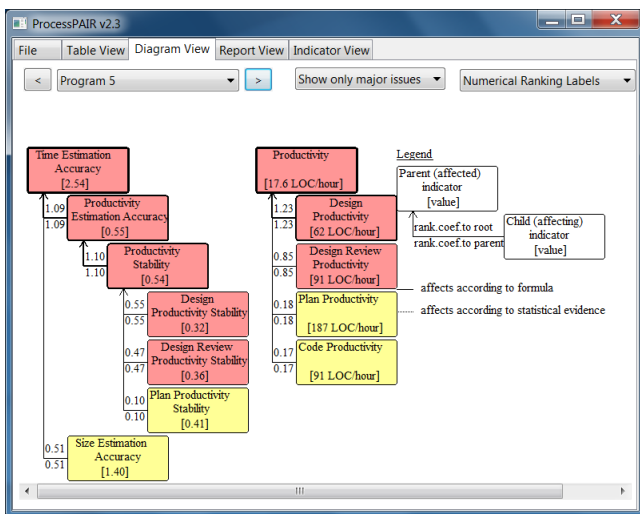 ProcessPAIR v2.3
File Table View Diagram View Report View Indicator View
< Program 5 > Show only major issues Numerical Ranking Labels
Time Estimation
Accuracy
[2.54]
1.09
1.09
Productivity
Estimation Accuracy
[0.55]
1.10
1.10
Productivity
Stability
[0.54]
0.55
0.55
Design
Productivity Stability
[0.32]
0.47
0.47
Design Review
Productivity Stability
[0.36]
0.10
0.10
Plan Productivity
Stability
[0.41]
0.51
0.51
Size Estimation
Accuracy
[1.40]
Productivity
[17.6 LOC/hour]
1.23
1.23
Design
Productivity
[62 LOC/hour]
0.85
0.85
Design Review
Productivity
[91 LOC/hour]
0.18
0.18
Plan Productivity
[187 LOC/hour]
0.17
0.17
Code Productivity
[91 LOC/hour]
Legend
Parent (affected)
indicator
[value]
rank.coef.to root
rank.coef.to parent
Child (affecting)
indicator
[value]
affects according to formula
affects according to statistical evidence